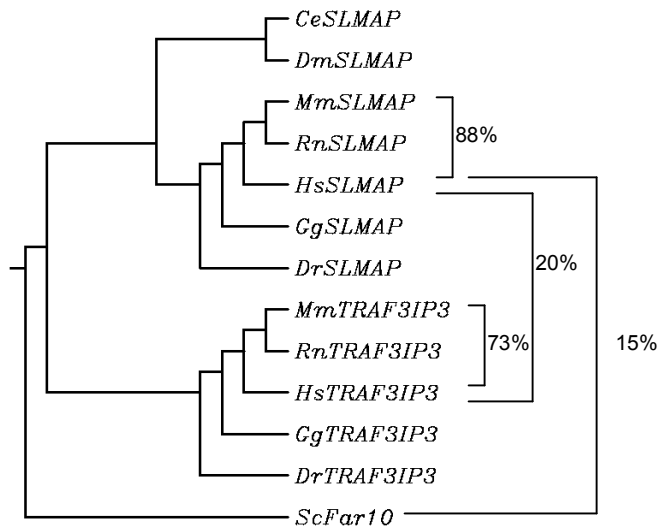 CeSLMAP
DmSLMAP
MmSLMAP
88%
RnSLMAP
HsSLMAP
GgSLMAP
20%
DrSLMAP
MmTRAF3IP3
73%
15%
RnTRAF3IP3
HsTRAF3IP3
GgTRAF3IP3
DrTRAF3IP3
ScFar10